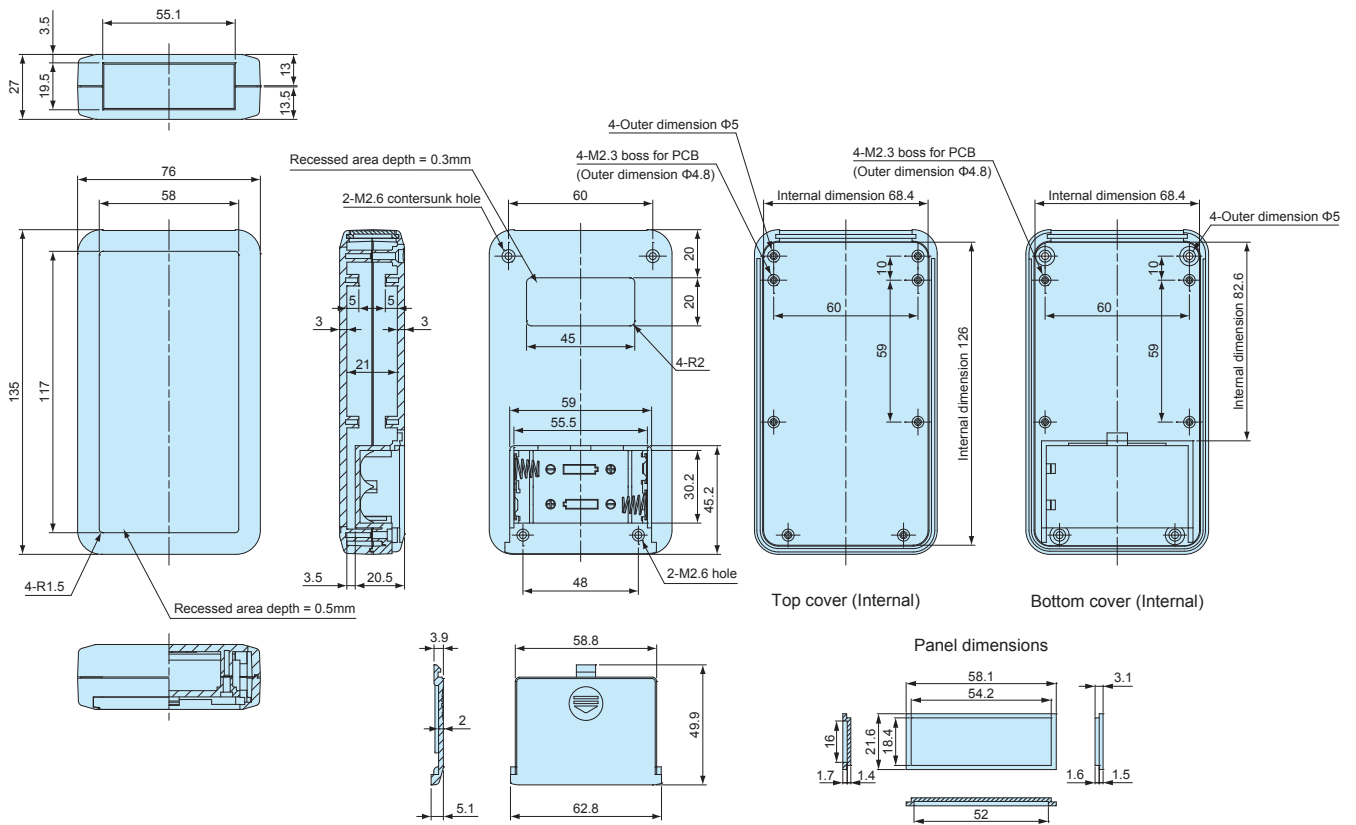 55.1
3.5
27
19.5
13
13.5
76
58
135
117
4-R1.5
Recessed area depth = 0.5mm
5
5
3
3
21
3.5
20.5
Recessed area depth = 0.3mm
2-M2.6 contersunk hole
60
20
20
45
4-R2
59
55.5
30.2
45.2
48
2-M2.6 hole
4-Outer dimension Φ5
4-M2.3 boss for PCB
(Outer dimension Φ4.8)
Internal dimension 68.4
10
60
59
Internal dimension 126
Top cover (Internal)
4-M2.3 boss for PCB
(Outer dimension Φ4.8)
Internal dimension 68.4
4-Outer dimension Φ5
10
60
59
Internal dimension 82.6
Bottom cover (Internal)
3.9
2
5.1
58.8
49.9
62.8
Panel dimensions
58.1
54.2
16
21.6
18.4
1.7
1.4
3.1
1.6
1.5
52